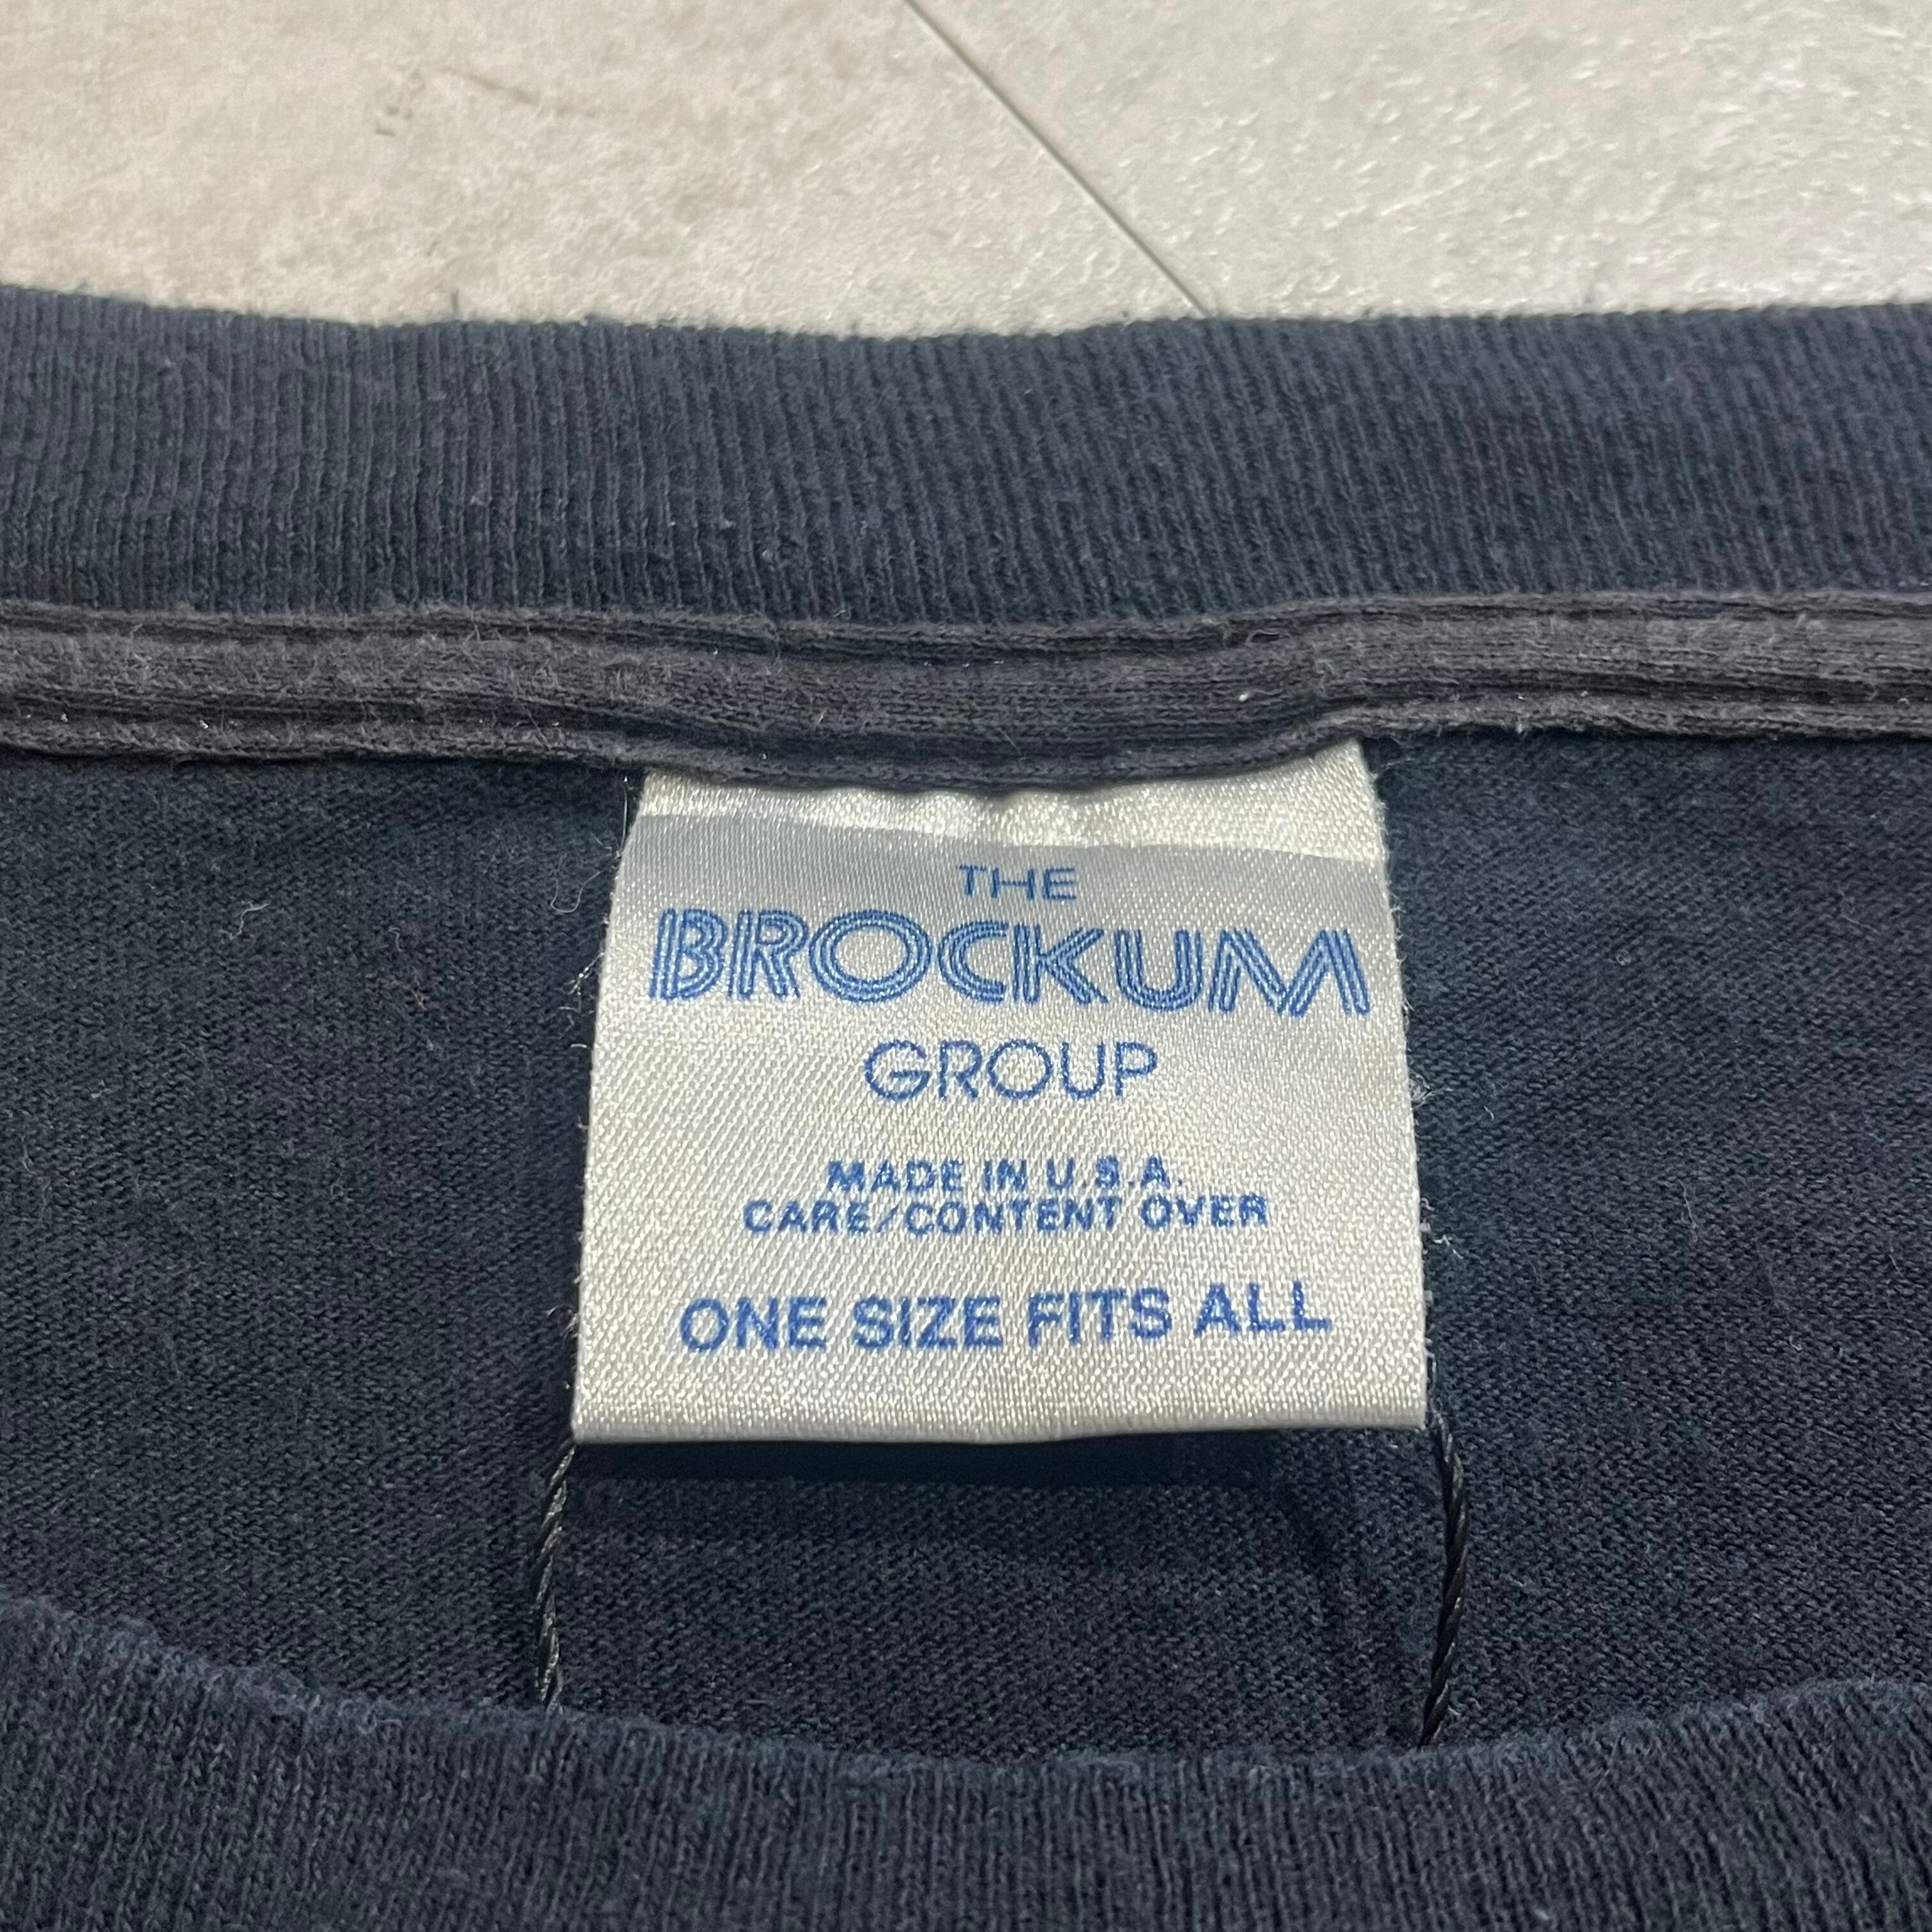 THE
BROCKUM
GROUP
MADE IN U.S.A.
CARE/CONTENT OVER
ONE SIZE FITS ALL